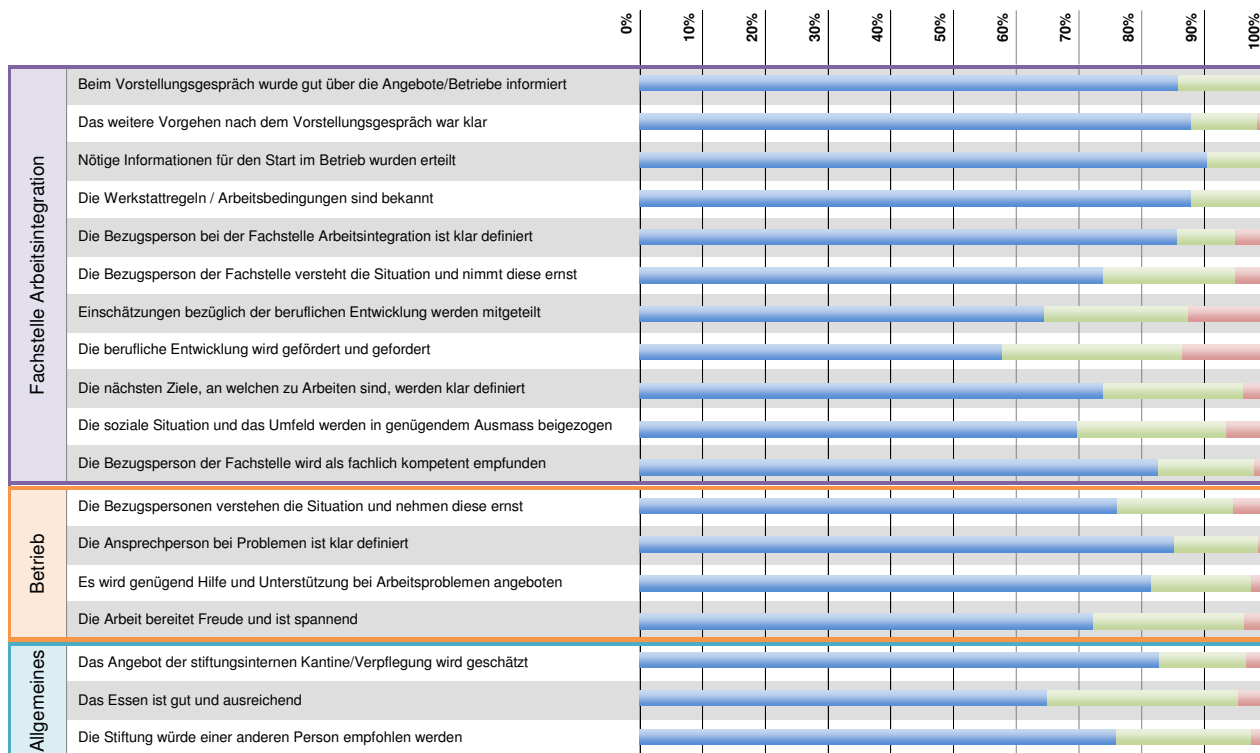 0%
10%
20%
30%
40%
50%
60%
70%
80%
90%
100%
Fachstelle Arbeitsintegration
Beim Vorstellungsgespräch wurde gut über die Angebote/Betriebe informiert
Das weitere Vorgehen nach dem Vorstellungsgespräch war klar
Nötige Informationen für den Start im Betrieb wurden erteilt
Die Werkstattregeln / Arbeitsbedingungen sind bekannt
Die Bezugsperson bei der Fachstelle Arbeitsintegration ist klar definiert
Die Bezugsperson der Fachstelle versteht die Situation und nimmt diese ernst
Einschätzungen bezüglich der beruflichen Entwicklung werden mitgeteilt
Die berufliche Entwicklung wird gefördert und gefordert
Die nächsten Ziele, an welchen zu Arbeiten sind, werden klar definiert
Die soziale Situation und das Umfeld werden in genügendem Ausmass beigezogen
Die Bezugsperson der Fachstelle wird als fachlich kompetent empfunden
Betrieb
Die Bezugspersonen verstehen die Situation und nehmen diese ernst
Die Ansprechperson bei Problemen ist klar definiert
Es wird genügend Hilfe und Unterstützung bei Arbeitsproblemen angeboten
Die Arbeit bereitet Freude und ist spannend
Allgemeines
Das Angebot der stiftungsinternen Kantine/Verpflegung wird geschätzt
Das Essen ist gut und ausreichend
Die Stiftung würde einer anderen Person empfohlen werden